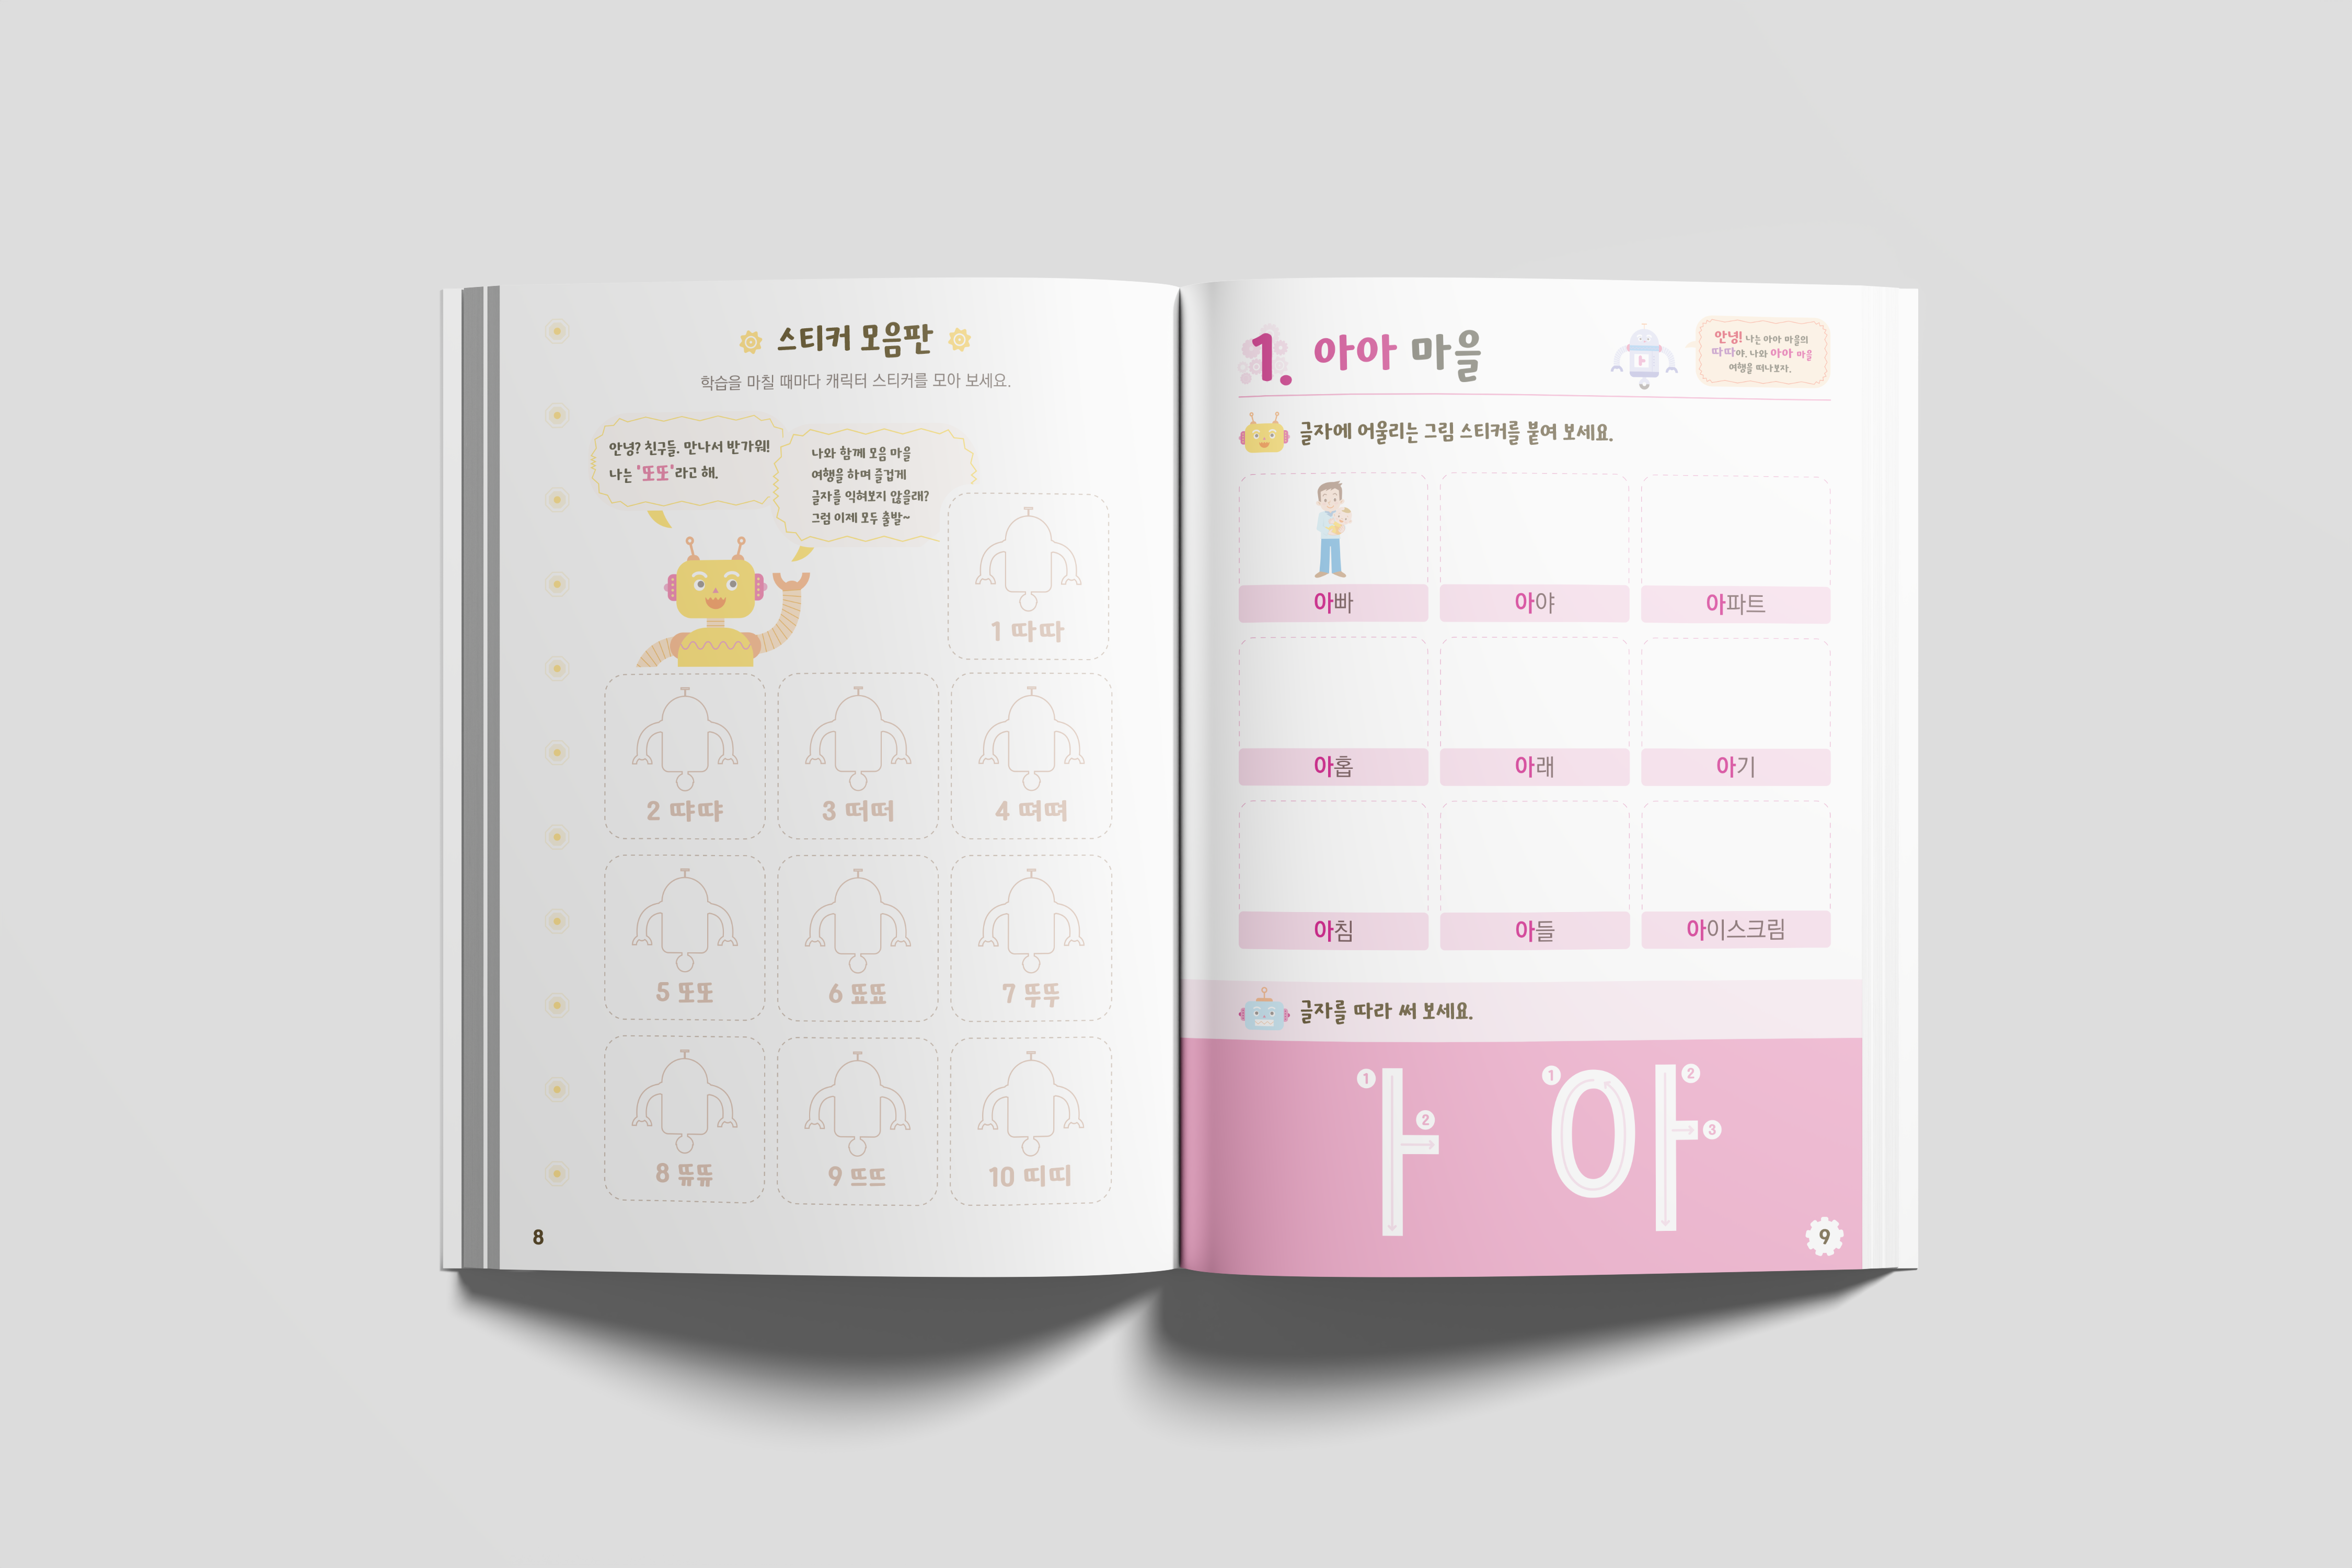 스티커 모음판
학습을 마칠 때마다 캐릭터 스티커를 모아 보세요.
안녕? 친구들. 만나서 반가워!
나는 '또또'라고 해.
나와 함께 모음 마을
여행을 하며 즐겁게
글자를 익혀보지 않을래?
그럼 이제 모두 출발~
1 따따
2 땨땨
3 떠떠
4 뗘뗘
5 또또
6 뚀뚀
7 뚜뚜
8 뜌뜌
9 뜨뜨
10 띠띠
8
1. 아아 마을
안녕! 나는 아아 마을의
따따야. 나와 아아 마을
여행을 떠나보자.
ㅏ
글자에 어울리는 그림 스티커를 붙여 보세요.
아빠
아야
아파트
아홉
아래
아기
아침
아들
아이스크림
글자를 따라 써 보세요.
1 ㅏ 2
1 아 2 3
9